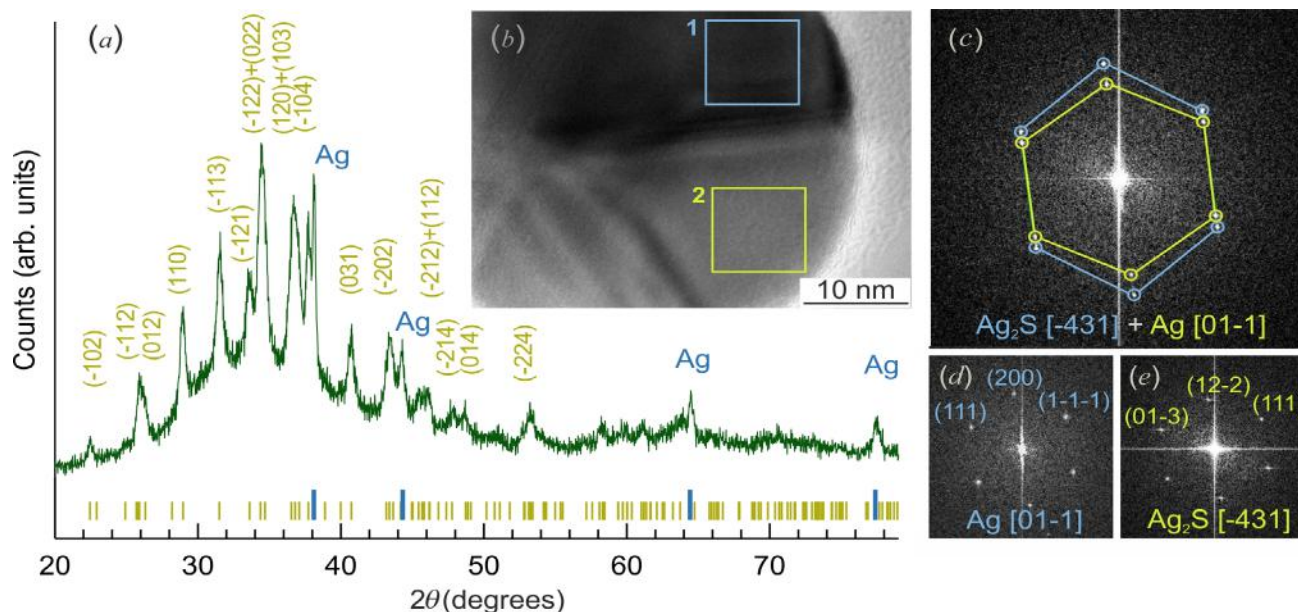 (a)
Counts (arb. units)
(-102)
(-112)
(012)
(110)
(-113)
(-121)
(-122)+(022)
(120)+(103)
(-104)
Ag
(031)
(-202)
Ag
(-212)+(112)
(-214)
(014)
(-224)
Ag
Ag
20
30
40
50
60
70
2θ (degrees)
(b)
1
2
10 nm
(c)
Ag₂S [-431] + Ag [01-1]
(d)
(200)
(111)
(1-1-1)
Ag [01-1]
(e)
(12-2)
(01-3)
(111)
Ag₂S [-431]